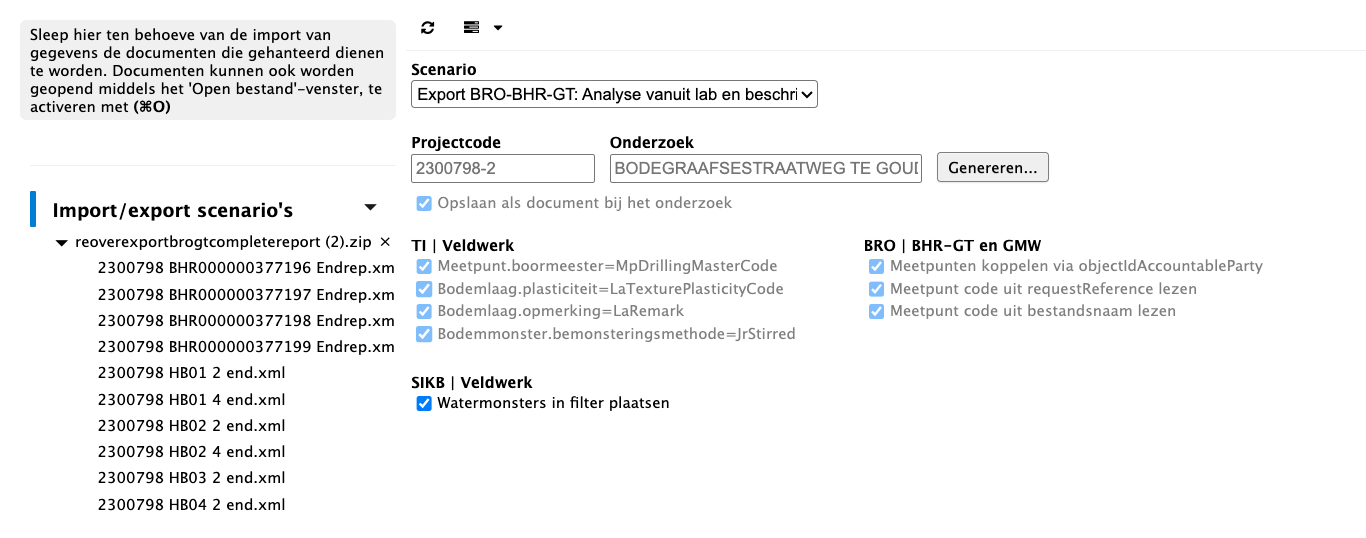 Sleep hier ten behoeve van de import van
gegevens de documenten die gehanteerd dienen
te worden. Documenten kunnen ook worden
geopend middels het 'Open bestand'-venster, te
activeren met (⌘O)
Import/export scenario's
reoverexportbrogtcompletereport (2).zip ×
2300798 BHR000000377196 Endrep.xm
2300798 BHR000000377197 Endrep.xm
2300798 BHR000000377198 Endrep.xm
2300798 BHR000000377199 Endrep.xm
2300798 HB01 2 end.xml
2300798 HB01 4 end.xml
2300798 HB02 2 end.xml
2300798 HB02 4 end.xml
2300798 HB03 2 end.xml
2300798 HB04 2 end.xml
Scenario
Export BRO-BHR-GT: Analyse vanuit lab en beschri
Projectcode Onderzoek
2300798-2 BODEGRAAFSESTRAATWEG TE GOUD Genereren...
Opslaan als document bij het onderzoek
TI | Veldwerk
Meetpunt.boormeester=MpDrillingMasterCode
Bodemlaag.plasticiteit=LaTexturePlasticityCode
Bodemlaag.opmerking=LaRemark
Bodemmonster.bemonsteringsmethode=JrStirred
BRO | BHR-GT en GMW
Meetpunten koppelen via objectIdAccountableParty
Meetpunt code uit requestReference lezen
Meetpunt code uit bestandsnaam lezen
SIKB | Veldwerk
Watermonsters in filter plaatsen